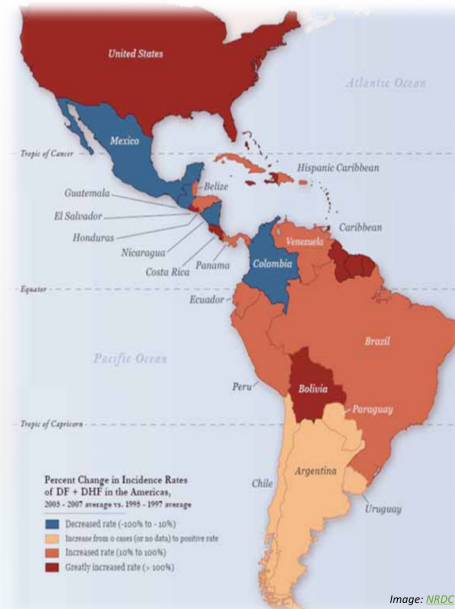 United States
Atlantic Ocean
Mexico
Tropic of Cancer
Hispanic Caribbean
Belize
Guatemala
El Salvador
Honduras
Nicaragua
Costa Rica
Panama
Caribbean
Venezuela
Colombia
Equator
Ecuador
Pacific Ocean
Brazil
Peru
Bolivia
Paraguay
Tropic of Capricorn
Chile
Argentina
Uruguay
Percent Change in Incidence Rates
of DF + DHF in the Americas,
2003 - 2007 average vs. 1993 - 1997 average
Decreased rate (-100% to - 10%)
Increase from 0 cases (or no data) to positive rate
Increased rate (10% to 100%)
Greatly increased rate (> 100%)
Image: NRDC